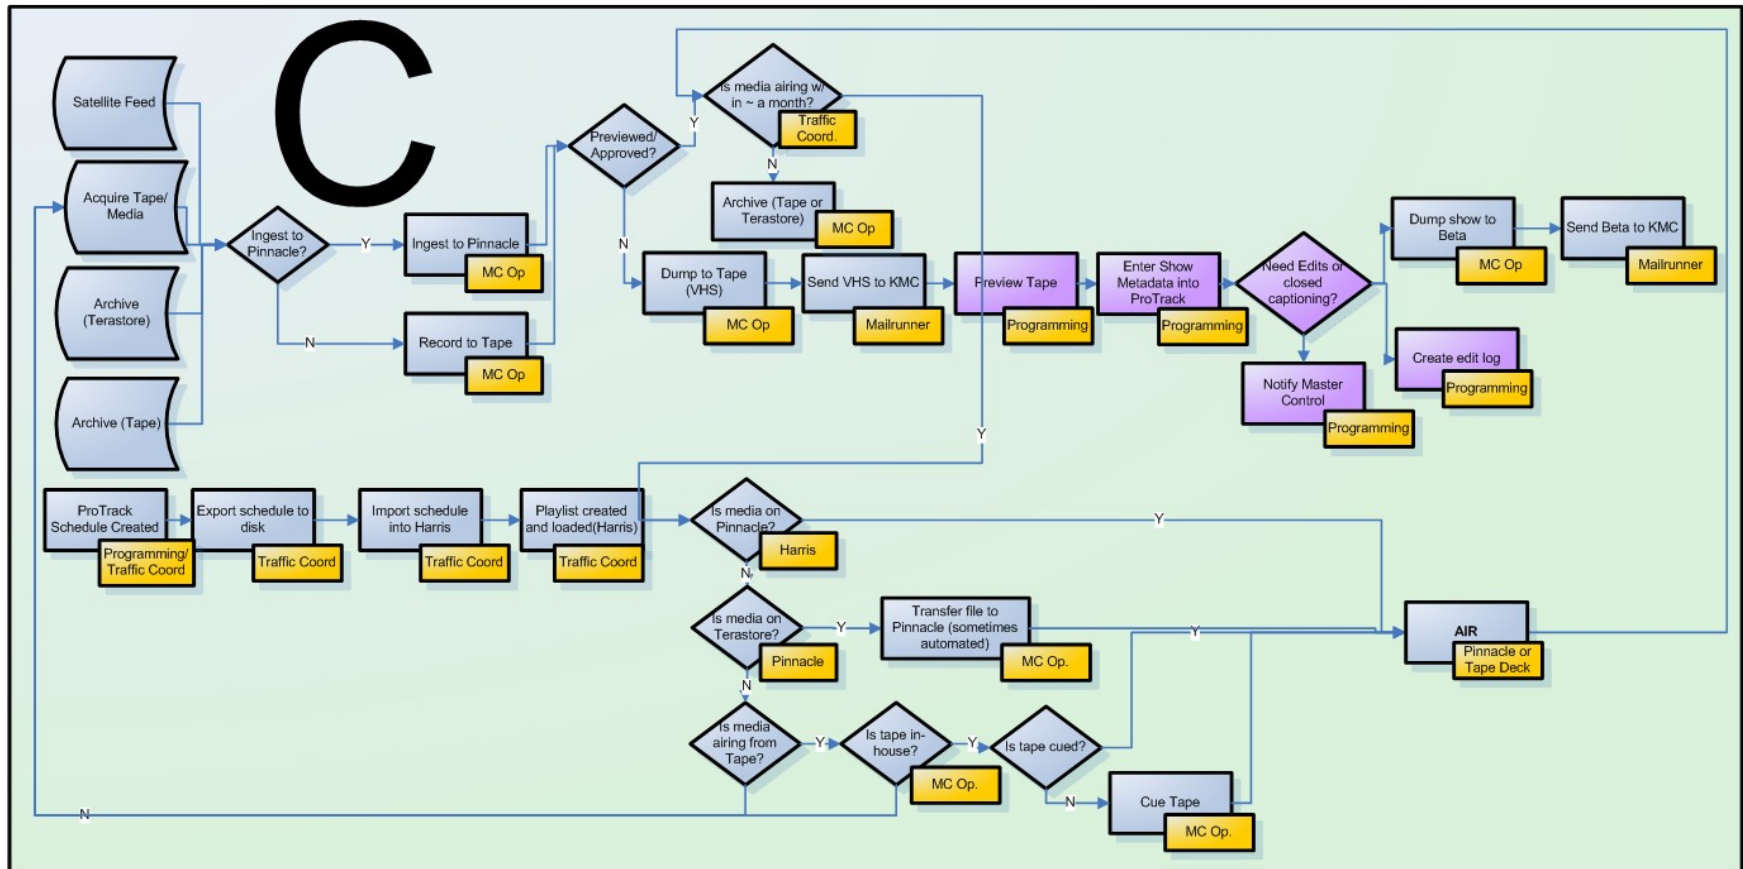 C
Satellite Feed
Acquire Tape/
Media
Archive
(Terastore)
Archive (Tape)
Ingest to
Pinnacle?
Y
Ingest to Pinnacle
MC Op
N
Record to Tape
MC Op
Previewed/
Approved?
Y
Is media airing w/
in ~ a month?
Traffic
Coord.
N
Archive (Tape or
Terastore)
MC Op
N
Dump to Tape
(VHS)
MC Op
Send VHS to KMC
Mailrunner
Preview Tape
Programming
Enter Show
Metadata into
ProTrack
Programming
Need Edits or
closed
captioning?
Dump show to
Beta
MC Op
Send Beta to KMC
Mailrunner
Create edit log
Programming
Notify Master
Control
Programming
Y
ProTrack
Schedule Created
Programming/
Traffic Coord
Export schedule to
disk
Traffic Coord
Import schedule
into Harris
Traffic Coord
Playlist created
and loaded(Harris)
Traffic Coord
Is media on
Pinnacle?
Harris
Y
N
Is media on
Terastore?
Pinnacle
Y
Transfer file to
Pinnacle (sometimes
automated)
MC Op.
Y
AIR
Pinnacle or
Tape Deck
N
Is media
airing from
Tape?
Y
Is tape in-
house?
MC Op.
Y
Is tape cued?
N
Cue Tape
MC Op.
N